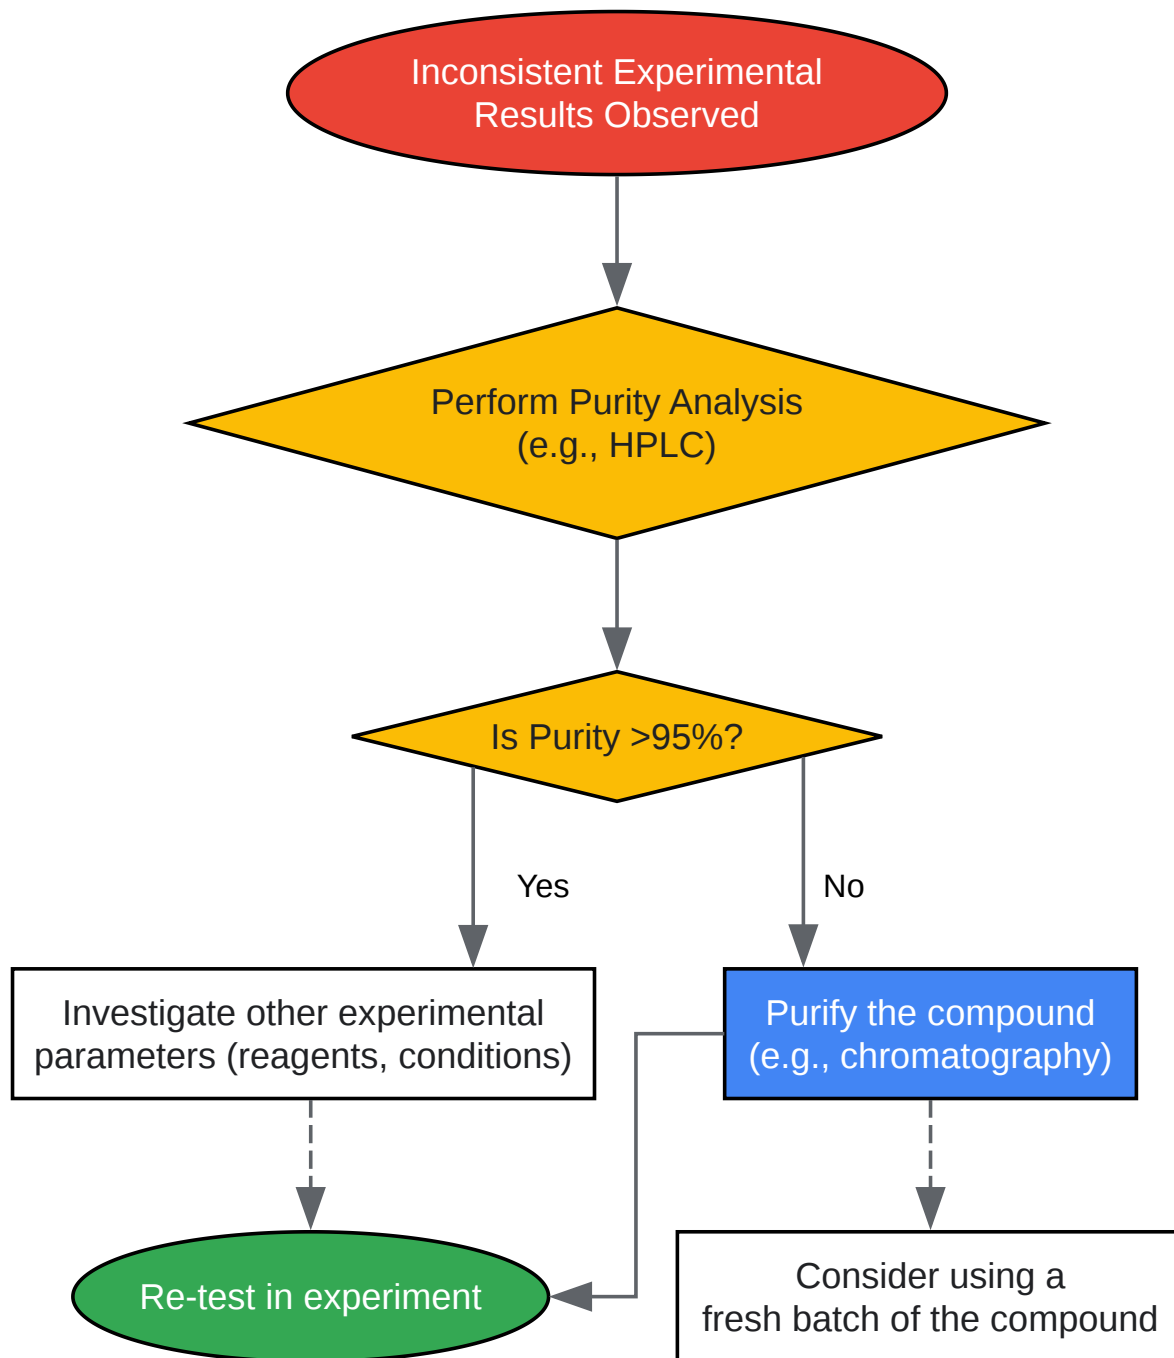 Inconsistent Experimental
Results Observed
Perform Purity Analysis
(e.g., HPLC)
Is Purity >95%?
Yes
No
Investigate other experimental
parameters (reagents, conditions)
Purify the compound
(e.g., chromatography)
Re-test in experiment
Consider using a
fresh batch of the compound